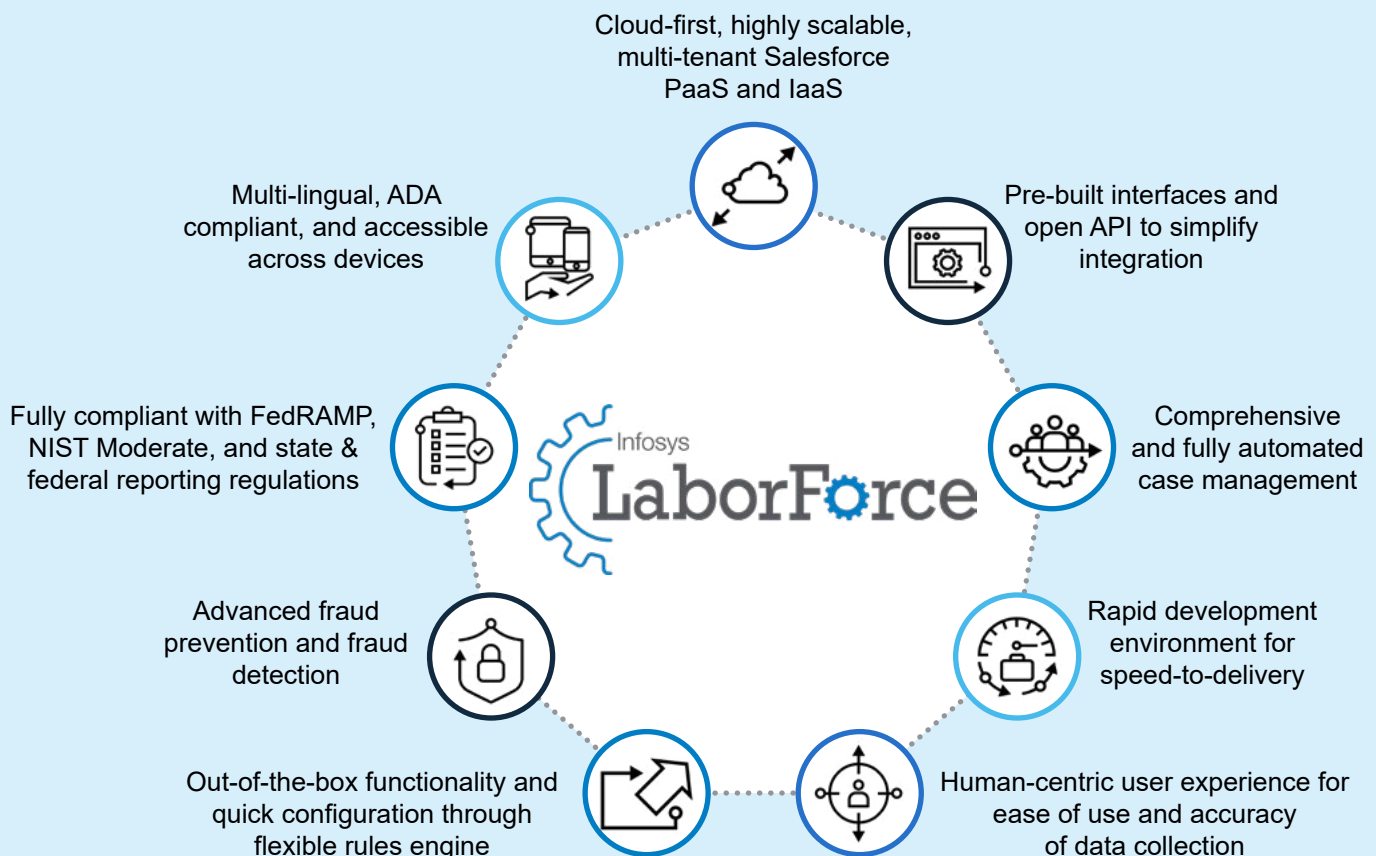 Cloud-first, highly scalable,
multi-tenant Salesforce
PaaS and IaaS
Multi-lingual, ADA
compliant, and accessible
across devices
Pre-built interfaces and
open API to simplify
integration
Fully compliant with FedRAMP,
NIST Moderate, and state &
federal reporting regulations
Infosys
LaborForce
Comprehensive
and fully automated
case management
Advanced fraud
prevention and fraud
detection
Rapid development
environment for
speed-to-delivery
Out-of-the-box functionality and
quick configuration through
flexible rules engine
Human-centric user experience for
ease of use and accuracy
of data collection